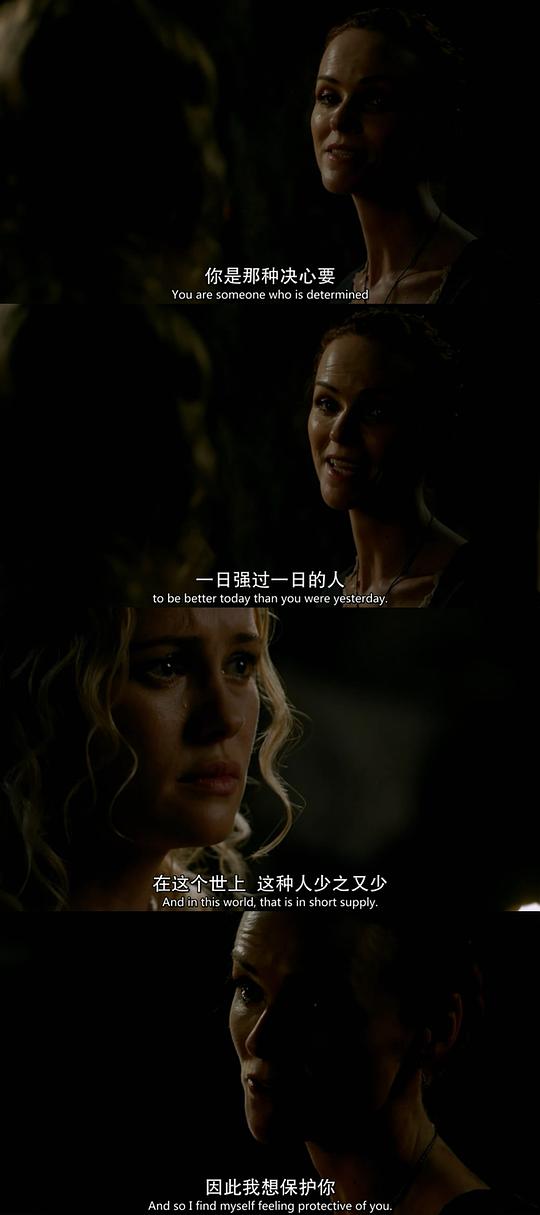 你是那种决心要
You are someone who is determined
一日强过一日的人
to be better today than you were yesterday.
在这个世上 这种人少之又少
And in this world, that is in short supply.
因此我想保护你
And so I find myself feeling protective of you.